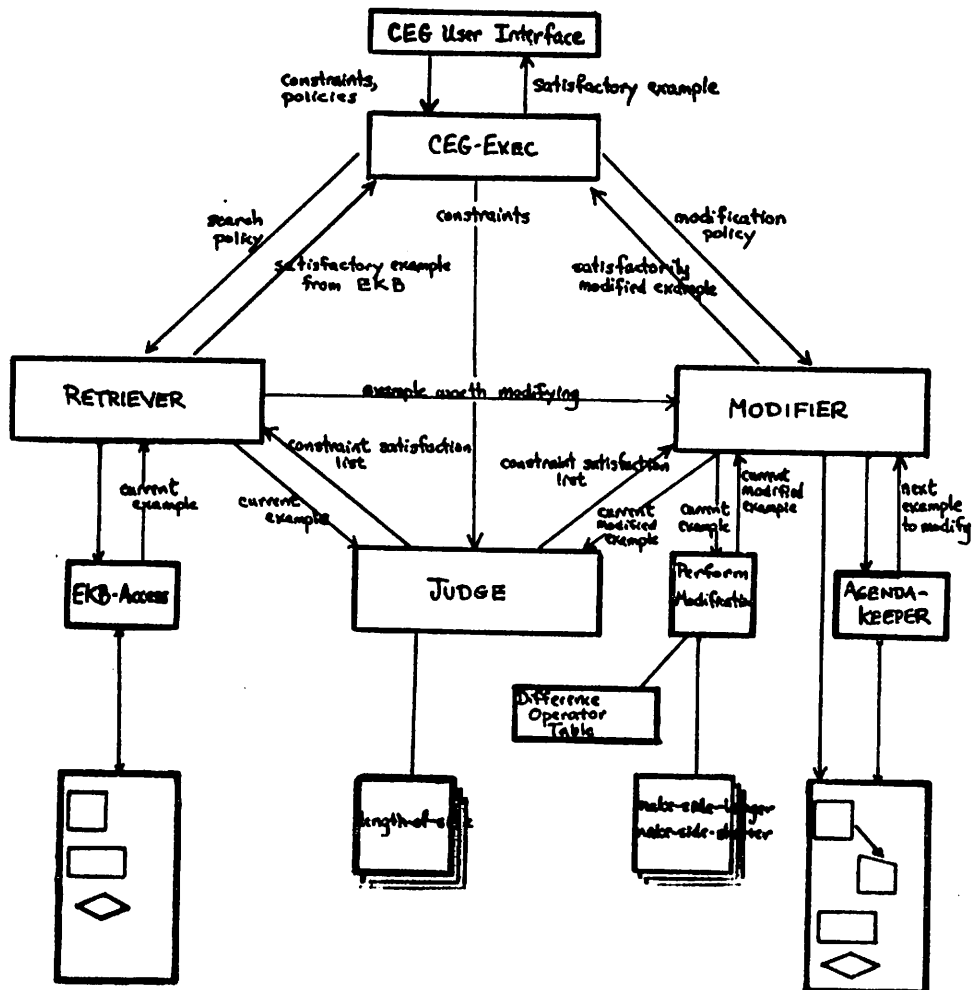 CEG User Interface
constraints,
policies
satisfactory example
CEG-EXEC
search
policy
constraints
modification
policy
satisfactory example
from EKB
satisfactorily
modified example
RETRIEVER
example worth modifying
MODIFIER
constraint satisfaction
list
constraint satisfaction
list
current
example
current
example
current
modified
example
current
example
current
modified
example
next
example
to modify
EKB-Access
JUDGE
Perform
Modification
AGENDA-
KEEPER
Difference
Operator
Table
length-of-side
make-side-longer
make-side-shorter